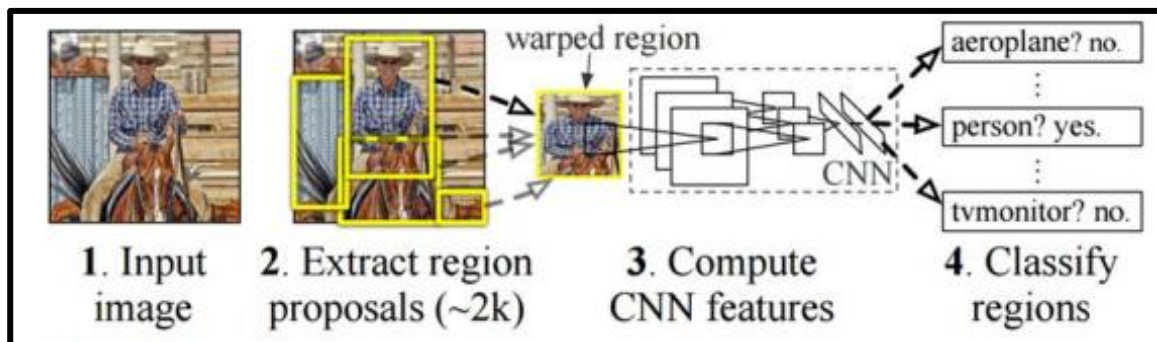 warped region
aeroplane? no.
⋮
person? yes.
⋮
tvmonitor? no.
CNN
1. Input
image
2. Extract region
proposals (~2k)
3. Compute
CNN features
4. Classify
regions